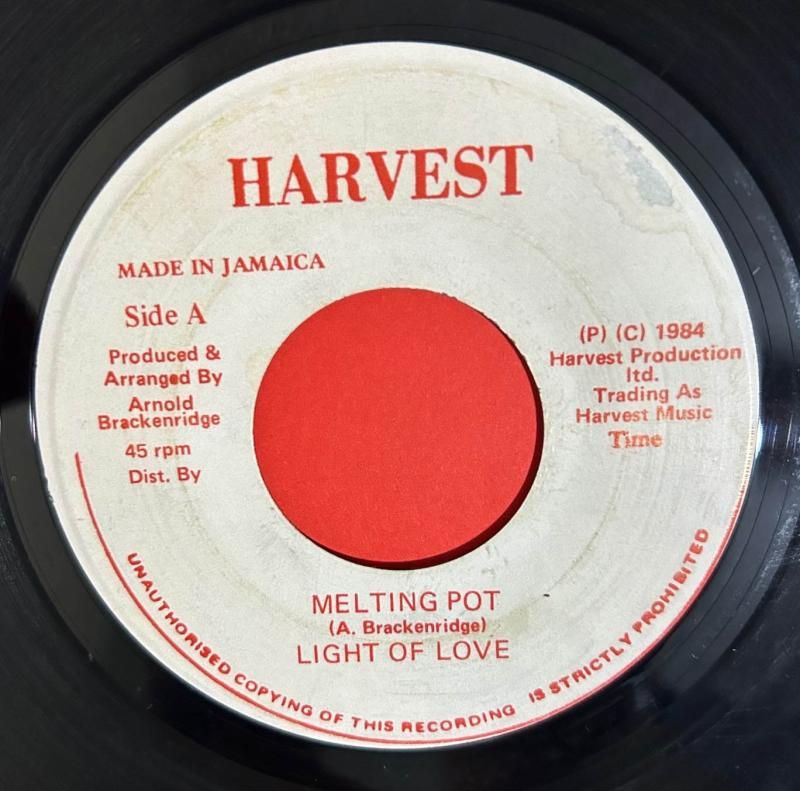 HARVEST
MADE IN JAMAICA
Side A
Produced &
Arranged By
Arnold
Brackenridge
45 rpm
Dist. By
(P) (C) 1984
Harvest Production
ltd.
Trading As
Harvest Music
Time
MELTING POT
(A. Brackenridge)
LIGHT OF LOVE
UNAUTHORISED COPYING OF THIS RECORDING IS STRICTLY PROHIBITED